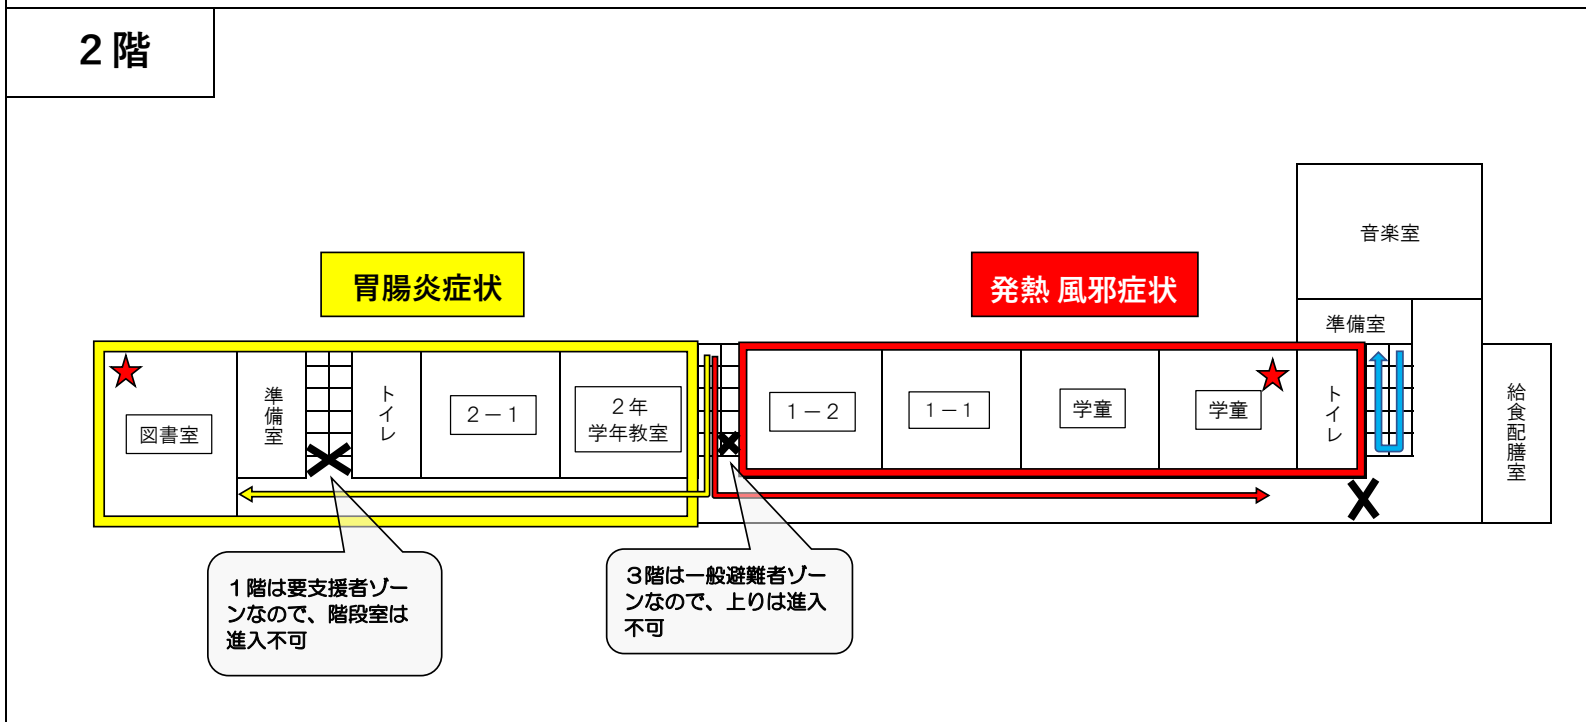 ２階
音楽室
胃腸炎症状
発熱 風邪症状
準備室
図書室
準備室
トイレ
２－１
２年
学年教室
１－２
１－１
学童
学童
トイレ
給食配膳室
１階は要支援者ゾー
ンなので、階段室は
進入不可
３階は一般避難者ゾー
ンなので、上りは進入
不可